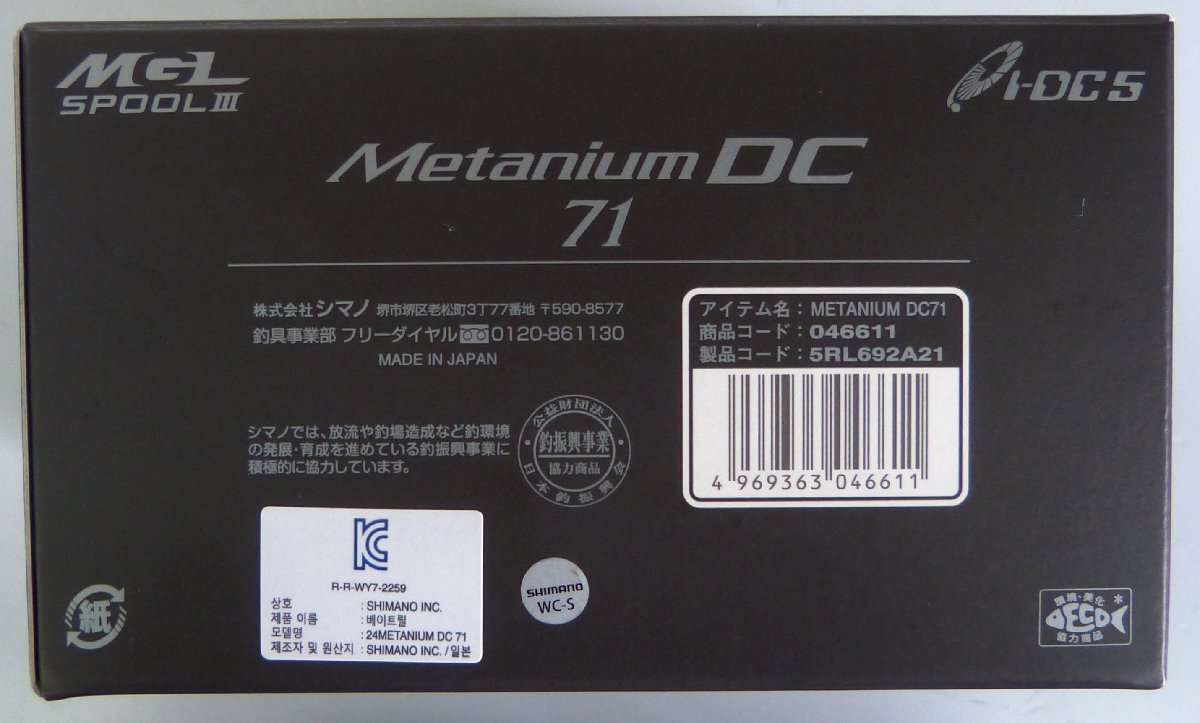 MGL
SPOOL III
I-DC5
Metanium DC
71
株式会社シマノ 堺市堺区老松町3丁77番地 〒590-8577
釣具事業部 フリーダイヤル 0120-861130
MADE IN JAPAN
アイテム名：METANIUM DC71
商品コード：046611
製品コード：5RL692A21
4 969363 046611
シマノでは、放流や釣場造成など釣環境
の発展・育成を進めている釣振興事業に
積極的に協力しています。
公益財団法人
釣振興事業
協力商品
日本釣振興会
R-R-WY7-2259
상호 : SHIMANO INC.
제품 이름 : 베이트릴
모델명 : 24METANIUM DC 71
제조자 및 원산지 : SHIMANO INC. /일본
SHIMANO
WC-S
紙
環境・美化
DECO
協力商品